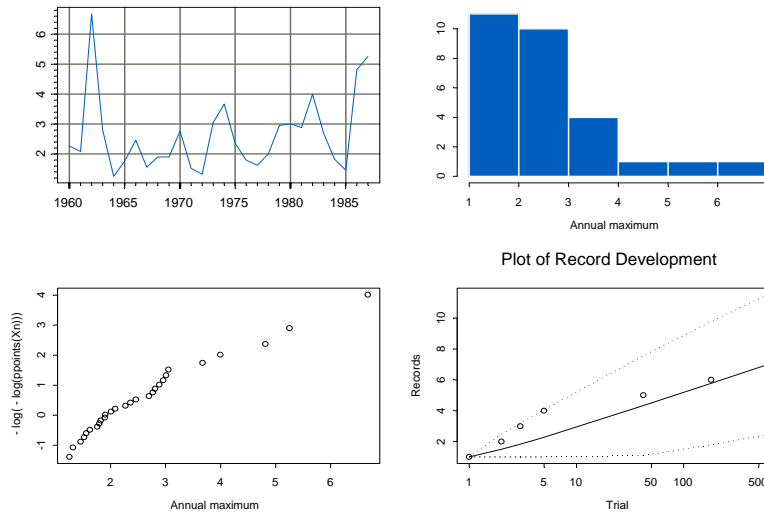 6
5
4
3
2
1960 1965 1970 1975 1980 1985
10
8
6
4
2
0
1 2 3 4 5 6
Annual maximum
4
3
2
1
0
-1
- log( - log(ppoints(Xn)))
2 3 4 5 6
Annual maximum
Plot of Record Development
10
8
6
4
2
Records
1 5 10 50 100 500
Trial